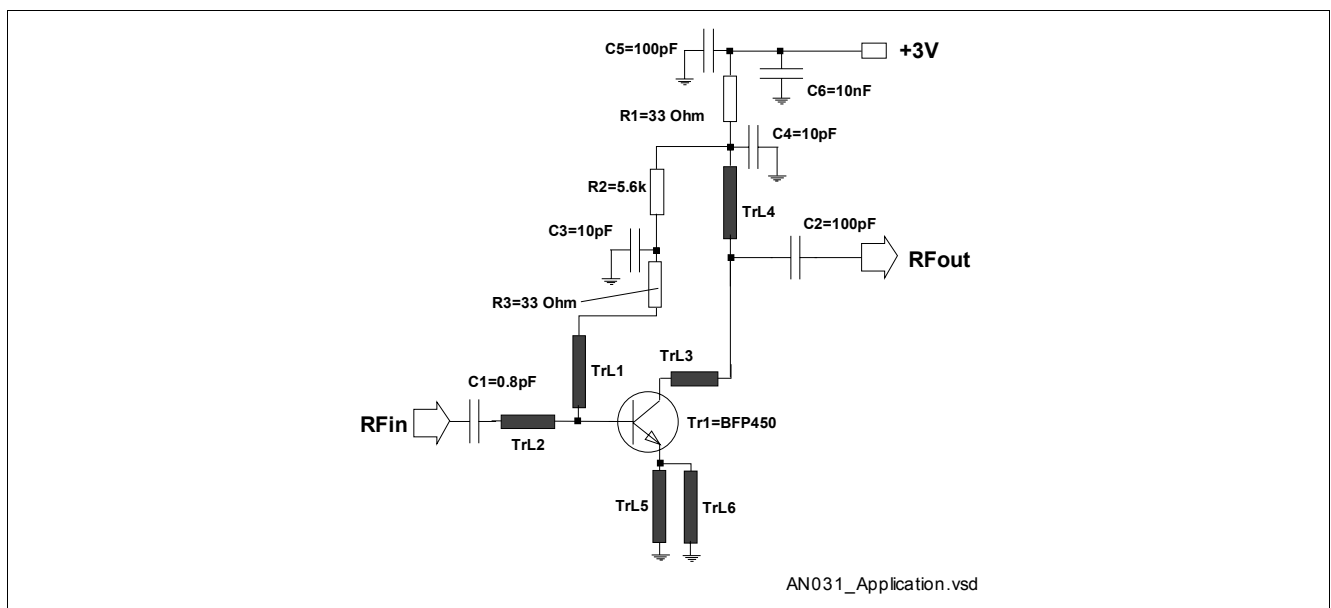 C5=100pF
+3V
C6=10nF
R1=33 Ohm
C4=10pF
R2=5.6k
TrL4
C2=100pF
C3=10pF
RFout
R3=33 Ohm
TrL3
TrL1
C1=0.8pF
RFin
Tr1=BFP450
TrL2
TrL5
TrL6
AN031_Application.vsd